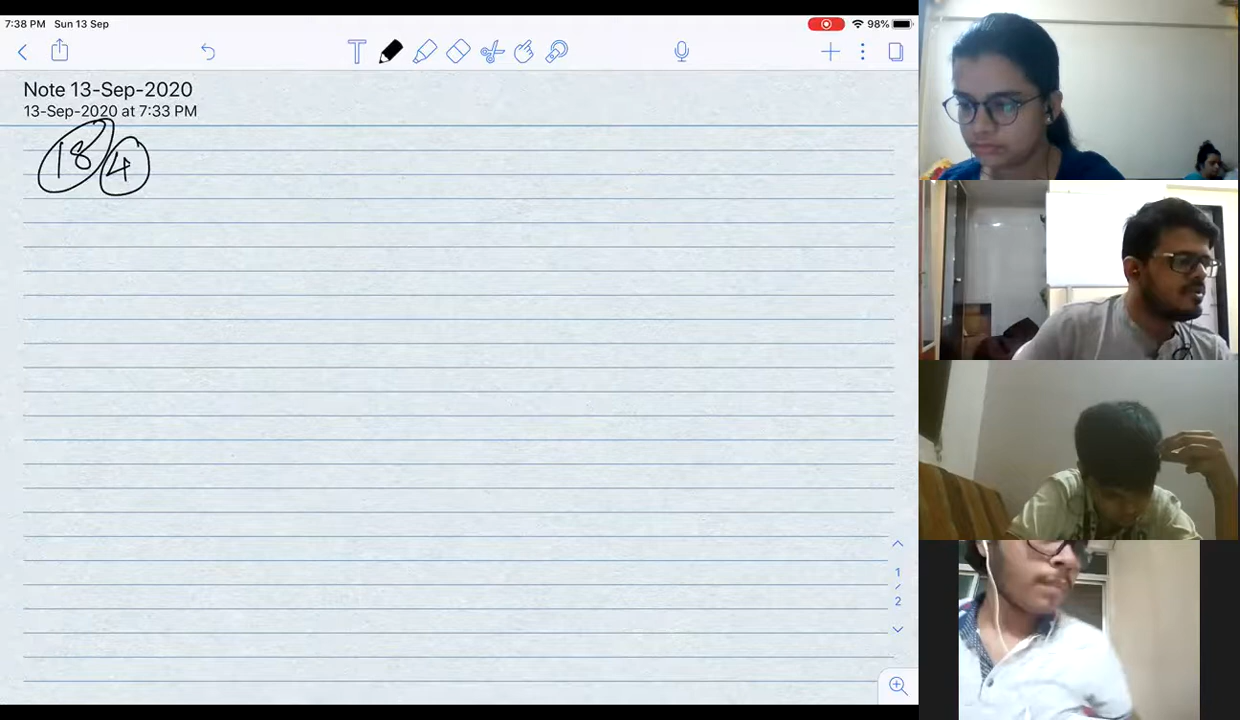 7:38 PM Sun 13 Sep
98%
T
Note 13-Sep-2020
13-Sep-2020 at 7:33 PM
18 4
1
2